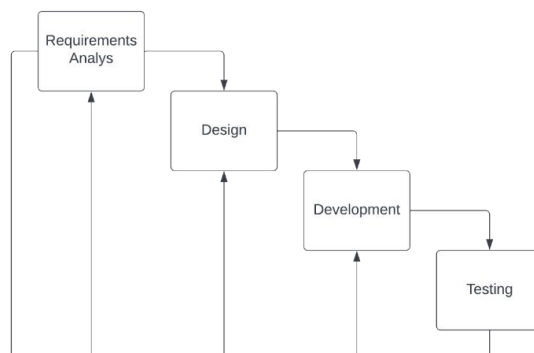 Requirements
Analys
Design
Development
Testing